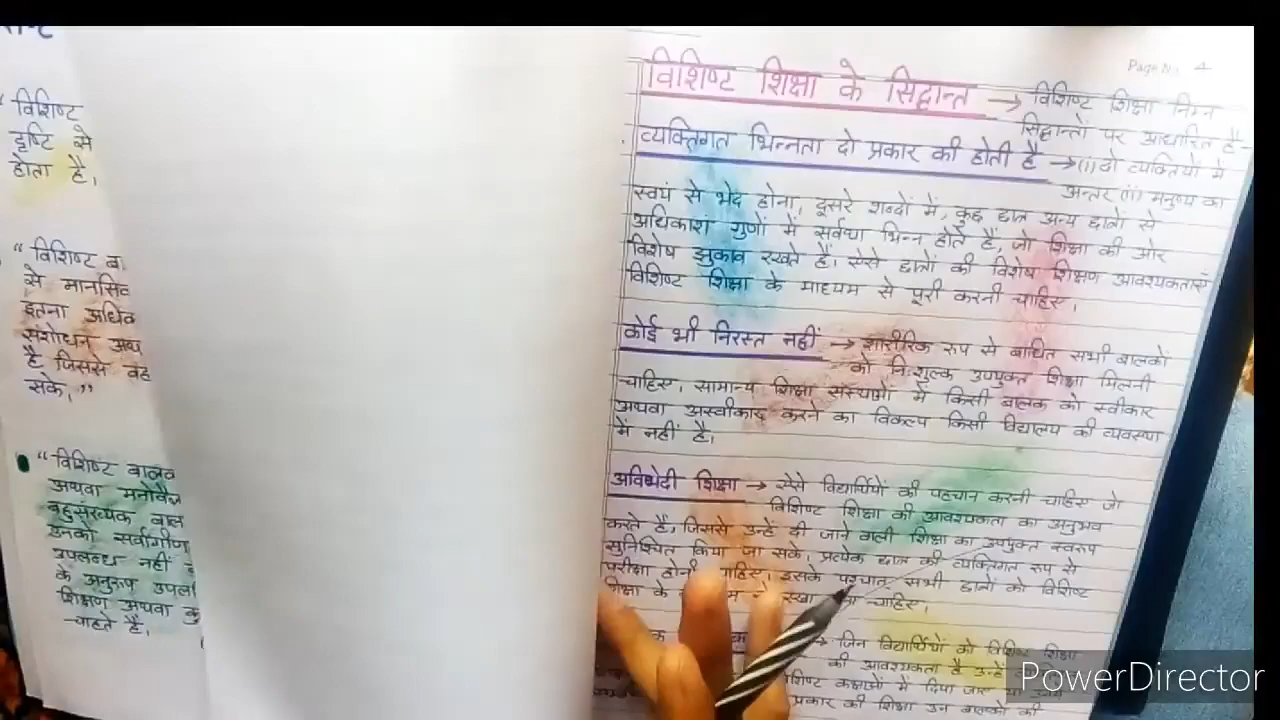 विशिष्ट
दृष्टि से
होता है।
“ विशिष्ट बा
से मानसिक
इतना अधिक
संशोधन अथ
है जिससे वह
सके।”
“विशिष्ट बालक
अथवा मनोवैज्ञ
बहुसंख्यक बाल
उनको सर्वांगीण
उपलब्ध नहीं
के अनुरूप उपल
शिक्षण अथवा कु
चाहते हैं।
Page No. 4
विशिष्ट शिक्षा के सिद्धान्त → विशिष्ट शिक्षा निम्न
सिद्धान्तों पर आधारित है-
व्यक्तिगत भिन्नता दो प्रकार की होती है → (i) दो व्यक्तियों में
अन्तर (ii) मनुष्य का
स्वयं से भेद होना, दूसरे शब्दों में, कुछ छात्र अन्य छात्रों से
अधिकाशं गुणों में सर्वथा भिन्न होते हैं, जो शिक्षा की ओर
विशेष झुकाव रखते हैं। ऐसे छात्रों की विशेष शिक्षण आवश्यकताएं
विशिष्ट शिक्षा के माध्यम से पूरी करनी चाहिए।
कोई भी निरस्त नहीं → शारीरिक रुप से बाधित सभी बालकों
को नि:शुल्क उपयुक्त शिक्षा मिलनी
चाहिए। सामान्य शिक्षा संस्थाओं में किसी बालक को स्वीकार
अथवा अस्वीकार करने का विकल्प किसी विद्यालय की व्यवस्था
में नहीं है।
अविभेदी शिक्षा → ऐसे विद्यार्थियों की पहचान करनी चाहिए जो
विशिष्ट शिक्षा की आवश्यकता का अनुभव
करते हैं। जिससे उन्हें दी जाने वाली शिक्षा का उपयुक्त स्वरुप
सुनिश्चित किया जा सके, प्रत्येक छात्र की व्यक्तिगत रुप से
परीक्षा होनी चाहिए, इसके पश्चात सभी छात्रों को विशिष्ट
शिक्षा के रखा चाहिए।
→ जिन विद्यार्थियों को विशिष्ट शिक्षा
की आवश्यकता है उन्हें
विशिष्ट कक्षाओं में दिया जाए
प्रकार की शिक्षा उन बालकों की
PowerDirector